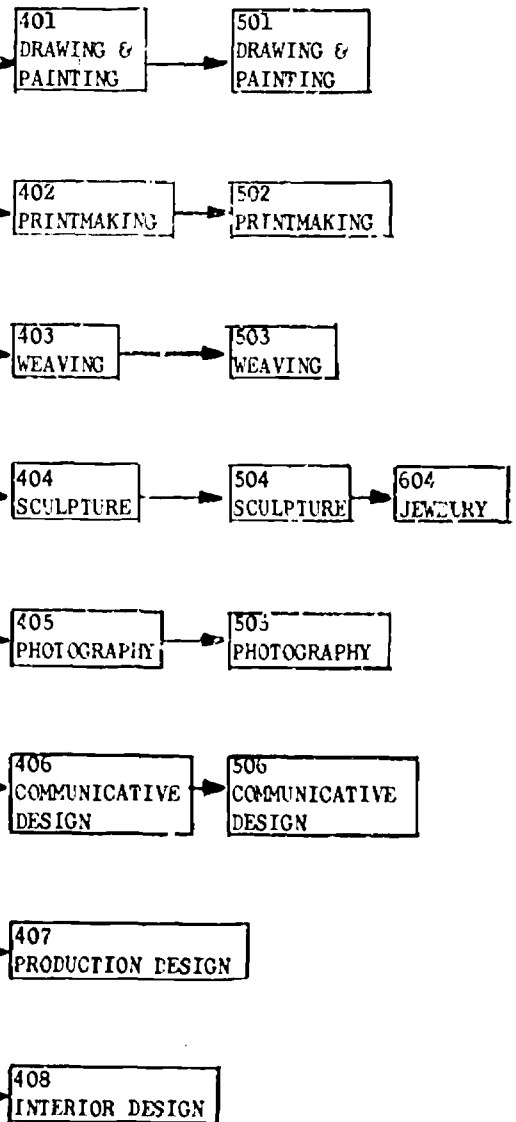 401
DRAWING &
PAINTING
501
DRAWING &
PAINTING
402
PRINTMAKING
502
PRINTMAKING
403
WEAVING
503
WEAVING
404
SCULPTURE
504
SCULPTURE
604
JEWELRY
405
PHOTOGRAPHY
505
PHOTOGRAPHY
406
COMMUNICATIVE
DESIGN
506
COMMUNICATIVE
DESIGN
407
PRODUCTION DESIGN
408
INTERIOR DESIGN